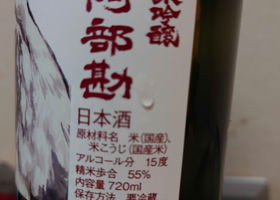 米吟醸
阿部勘
日本酒
原材料名 米(国産)、
米こうじ(国産米)
アルコール分 15度
精米歩合 55%
内容量 720ml
保存方法 要冷蔵